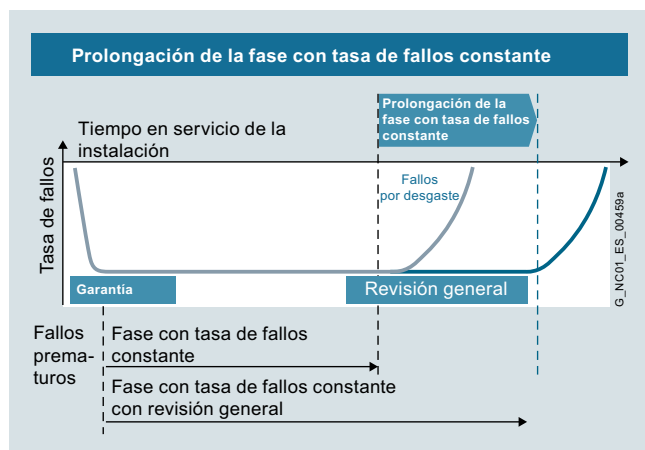 Prolongación de la fase con tasa de fallos constante
Prolongación de la
fase con tasa de fallos
constante
Tiempo en servicio de la
instalación
Tasa de fallos
Fallos
por desgaste
G_NC01_ES_00459a
Garantía
Revisión general
Fallos
prema-
turos
Fase con tasa de fallos
constante
Fase con tasa de fallos constante
con revisión general